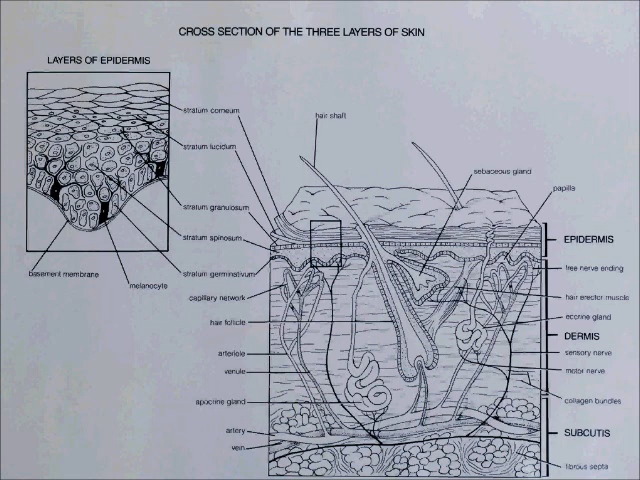 CROSS SECTION OF THE THREE LAYERS OF SKIN
LAYERS OF EPIDERMIS
stratum corneum
hair shaft
stratum lucidum
sebaceous gland
papilla
stratum granulosum
stratum spinosum
EPIDERMIS
basement membrane
stratum germinativum
free nerve ending
melanocyte
capillary network
hair erector muscle
eccrine gland
hair follicle
DERMIS
arteriole
sensory nerve
venule
motor nerve
apocrine gland
collagen bundles
artery
SUBCUTIS
vein
fibrous septa